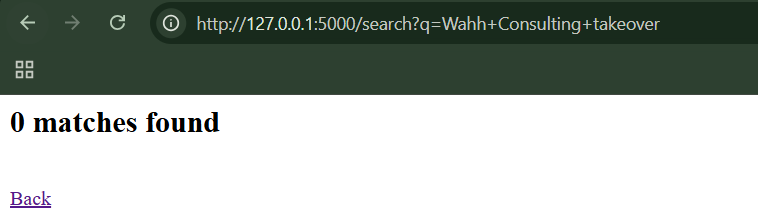 http://127.0.0.1:5000/search?q=Wahh+Consulting+takeover
0 matches found
Back